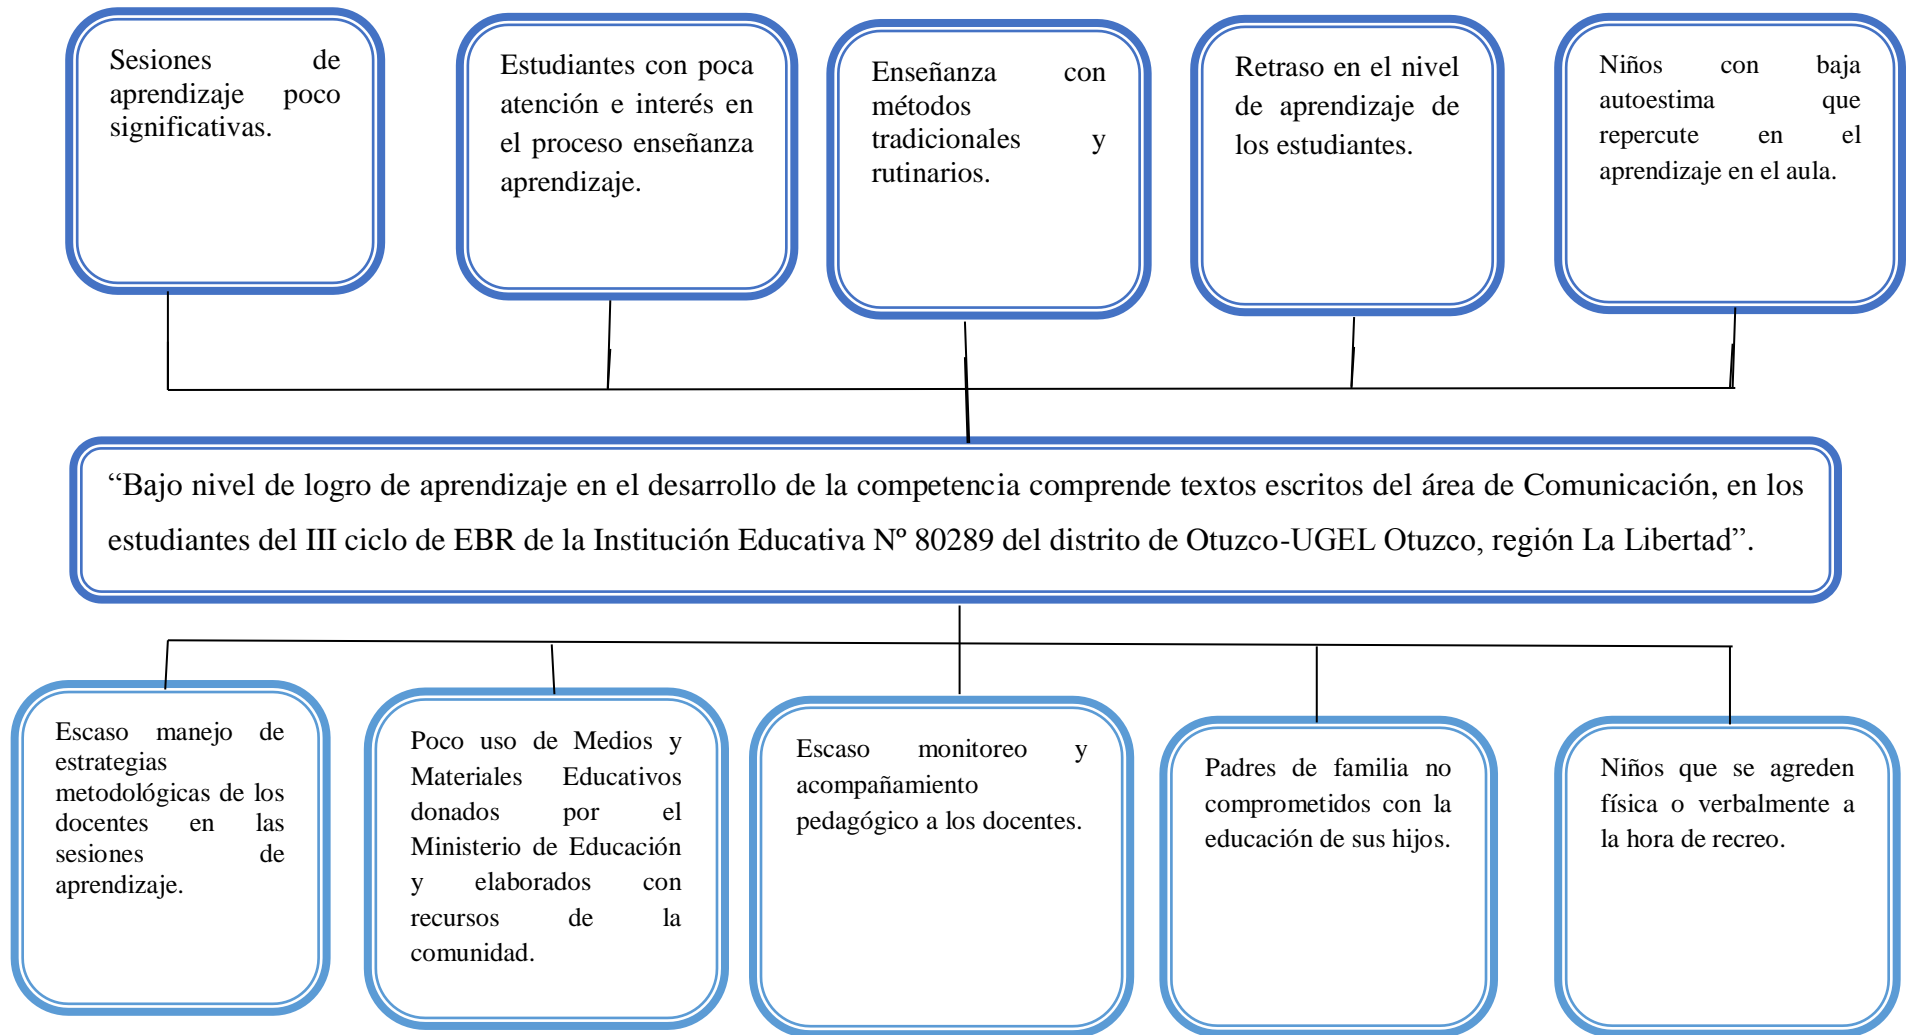 Sesiones de
aprendizaje poco
significativas.
Estudiantes con poca
atención e interés en
el proceso enseñanza
aprendizaje.
Enseñanza con
métodos
tradicionales y
rutinarios.
Retraso en el nivel
de aprendizaje de
los estudiantes.
Niños con baja
autoestima que
repercute en el
aprendizaje en el aula.
“Bajo nivel de logro de aprendizaje en el desarrollo de la competencia comprende textos escritos del área de Comunicación, en los
estudiantes del III ciclo de EBR de la Institución Educativa Nº 80289 del distrito de Otuzco-UGEL Otuzco, región La Libertad”.
Escaso manejo de
estrategias
metodológicas de los
docentes en las
sesiones de
aprendizaje.
Poco uso de Medios y
Materiales Educativos
donados por el
Ministerio de Educación
y elaborados con
recursos de la
comunidad.
Escaso monitoreo y
acompañamiento
pedagógico a los docentes.
Padres de familia no
comprometidos con la
educación de sus hijos.
Niños que se agreden
física o verbalmente a
la hora de recreo.